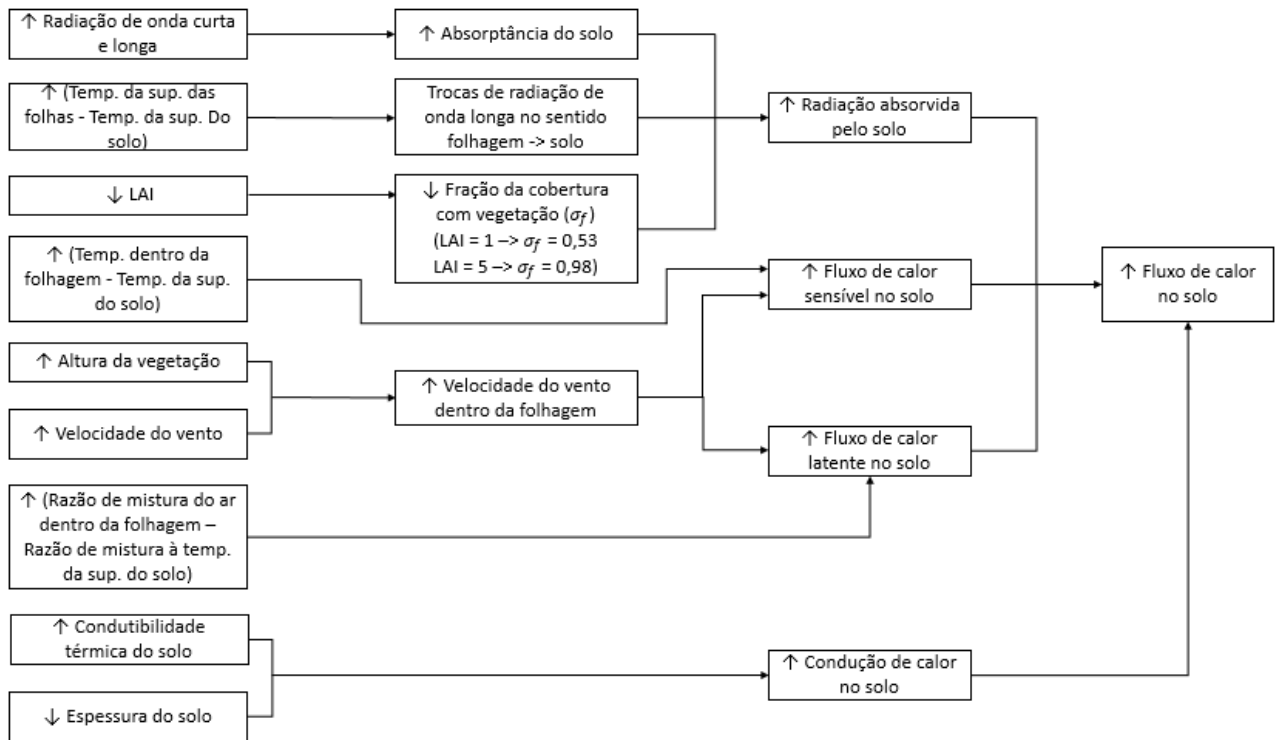 ↑ Radiação de onda curta
e longa
↑ Absorptância do solo
↑ (Temp. da sup. das
folhas - Temp. da sup. Do
solo)
Trocas de radiação de
onda longa no sentido
folhagem -> solo
↑ Radiação absorvida
pelo solo
↓ LAI
↓ Fração da cobertura
com vegetação (σf)
(LAI = 1 –> σf = 0,53
LAI = 5 –> σf = 0,98)
↑ (Temp. dentro da
folhagem - Temp. da sup.
do solo)
↑ Fluxo de calor
sensível no solo
↑ Fluxo de calor
no solo
↑ Altura da vegetação
↑ Velocidade do vento
↑ Velocidade do vento
dentro da folhagem
↑ Fluxo de calor
latente no solo
↑ (Razão de mistura do ar
dentro da folhagem –
Razão de mistura à temp.
da sup. do solo)
↑ Condutibilidade
térmica do solo
↓ Espessura do solo
↑ Condução de calor
no solo